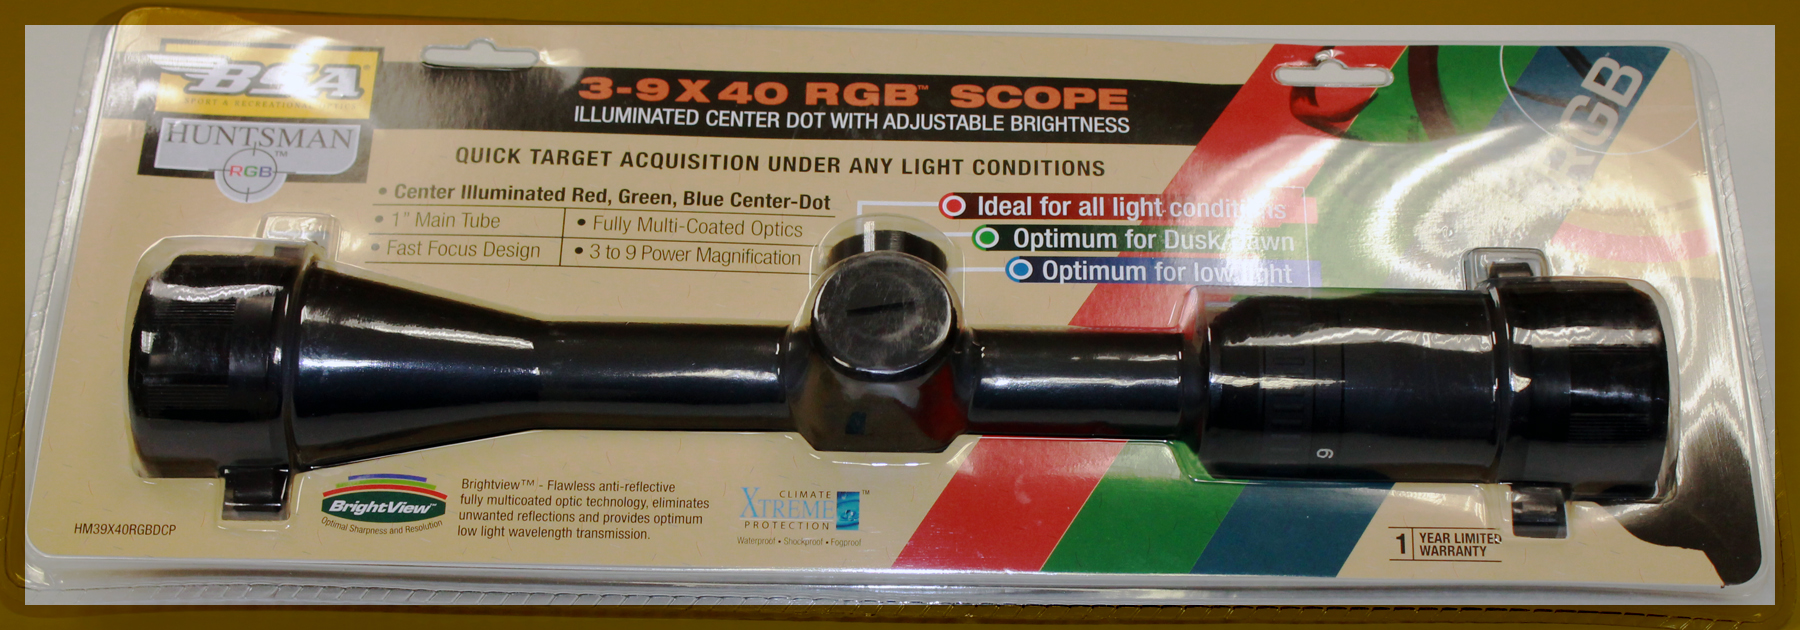 BSA
SPORT & RECREATIONAL OPTICS
HUNTSMAN™
RGB
3-9X40 RGB™ SCOPE
ILLUMINATED CENTER DOT WITH ADJUSTABLE BRIGHTNESS
RGB
QUICK TARGET ACQUISITION UNDER ANY LIGHT CONDITIONS
• Center Illuminated Red, Green, Blue Center-Dot
• 1" Main Tube
• Fully Multi-Coated Optics
• Fast Focus Design
• 3 to 9 Power Magnification
Ideal for all light conditions
Optimum for Dusk/Dawn
Optimum for low light
9
HM39X40RGBDCP
BrightView™
Optimal Sharpness and Resolution
Brightview™ - Flawless anti-reflective
fully multicoated optic technology, eliminates
unwanted reflections and provides optimum
low light wavelength transmission.
CLIMATE
XTREME™
PROTECTION
Waterproof • Shockproof • Fogproof
1 YEAR LIMITED
WARRANTY